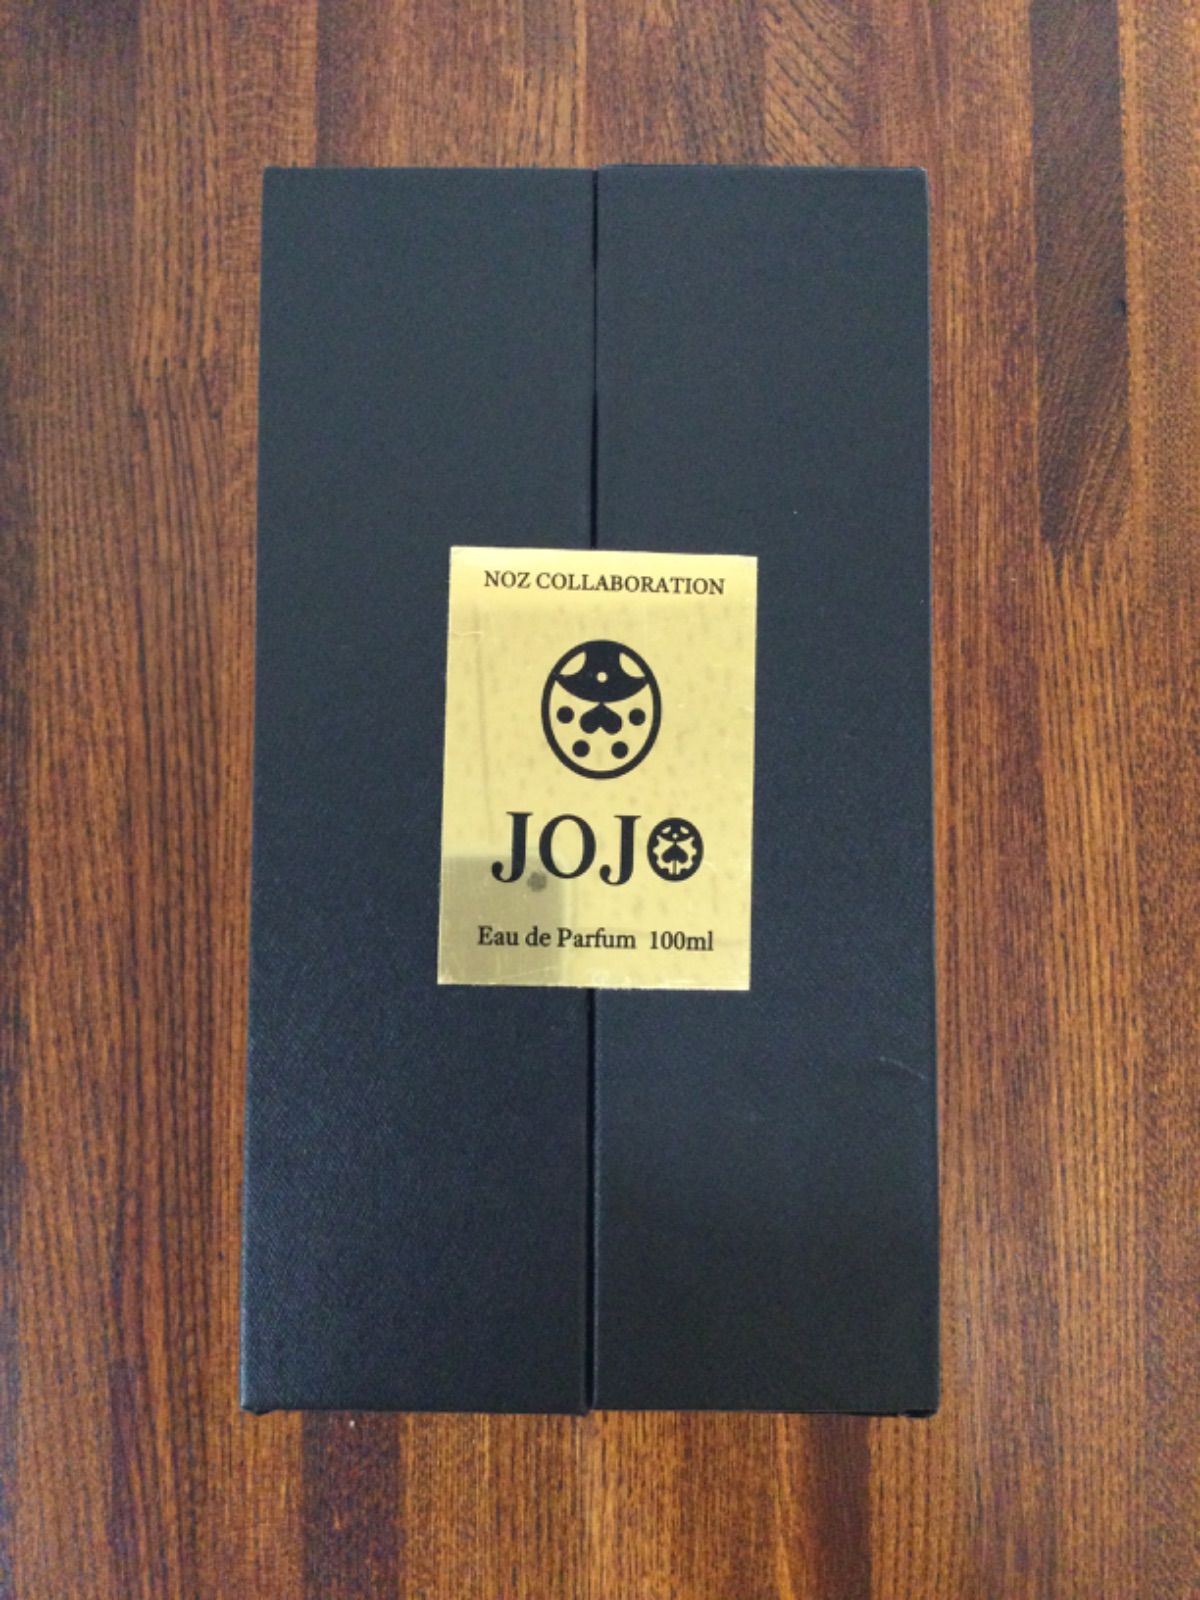 NOZ COLLABORATION
JOJO
Eau de Parfum 100ml